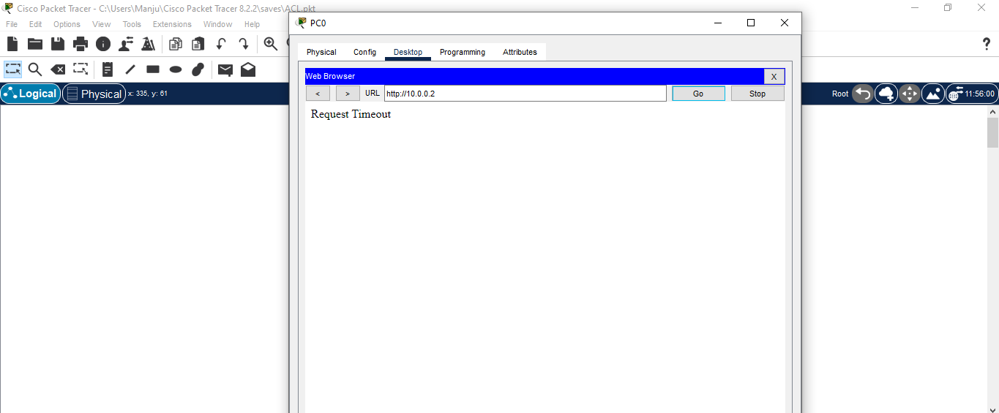 Cisco Packet Tracer - C:\Users\Manju\Cisco Packet Tracer 8.2.2\saves\ACL.pkt
File Edit Options View Tools Extensions Window Help
PC0
Physical Config Desktop Programming Attributes
Web Browser X
< > URL http://10.0.0.2 Go Stop
Request Timeout
Logical Physical x: 335, y: 61
Root 11:56:00
?